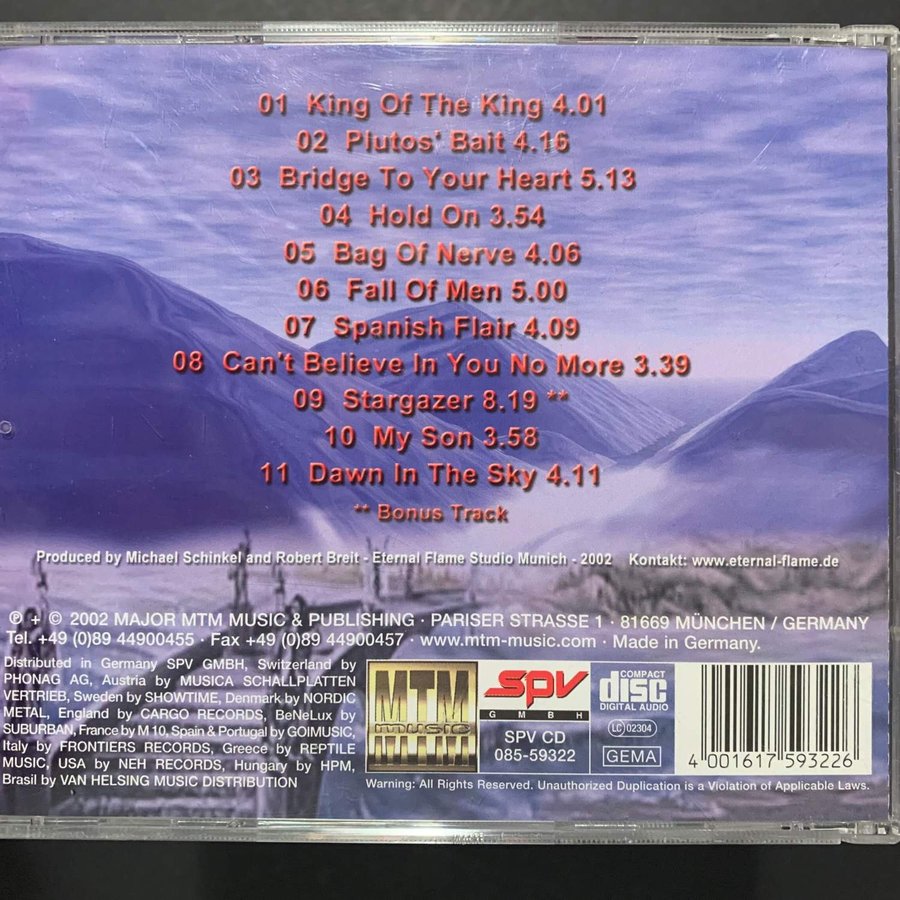 01 King Of The King 4.01
02 Plutos' Bait 4.16
03 Bridge To Your Heart 5.13
04 Hold On 3.54
05 Bag Of Nerve 4.06
06 Fall Of Men 5.00
07 Spanish Flair 4.09
08 Can't Believe In You No More 3.39
09 Stargazer 8.19 **
10 My Son 3.58
11 Dawn In The Sky 4.11
** Bonus Track
Produced by Michael Schinkel and Robert Breit - Eternal Flame Studio Munich - 2002 Kontakt: www.eternal-flame.de
℗ + © 2002 MAJOR MTM MUSIC & PUBLISHING · PARISER STRASSE 1 · 81669 MÜNCHEN / GERMANY
Tel. +49 (0)89 44900455 · Fax +49 (0)89 44900457 · www.mtm-music.com · Made in Germany.
Distributed in Germany SPV GMBH, Switzerland by
PHONAG AG, Austria by MUSICA SCHALLPLATTEN
VERTRIEB, Sweden by SHOWTIME, Denmark by NORDIC
METAL, England by CARGO RECORDS, BeNeLux by
SUBURBAN, France by M 10, Spain & Portugal by GOIMUSIC,
Italy by FRONTIERS RECORDS, Greece by REPTILE
MUSIC, USA by NEH RECORDS, Hungary by HPM,
Brasil by VAN HELSING MUSIC DISTRIBUTION
MTM
music
spv
GMBH
SPV CD
085-59322
COMPACT
disc
DIGITAL AUDIO
LC 02304
GEMA
4 001617 593226
Warning: All Rights Reserved. Unauthorized Duplication is a Violation of Applicable Laws.